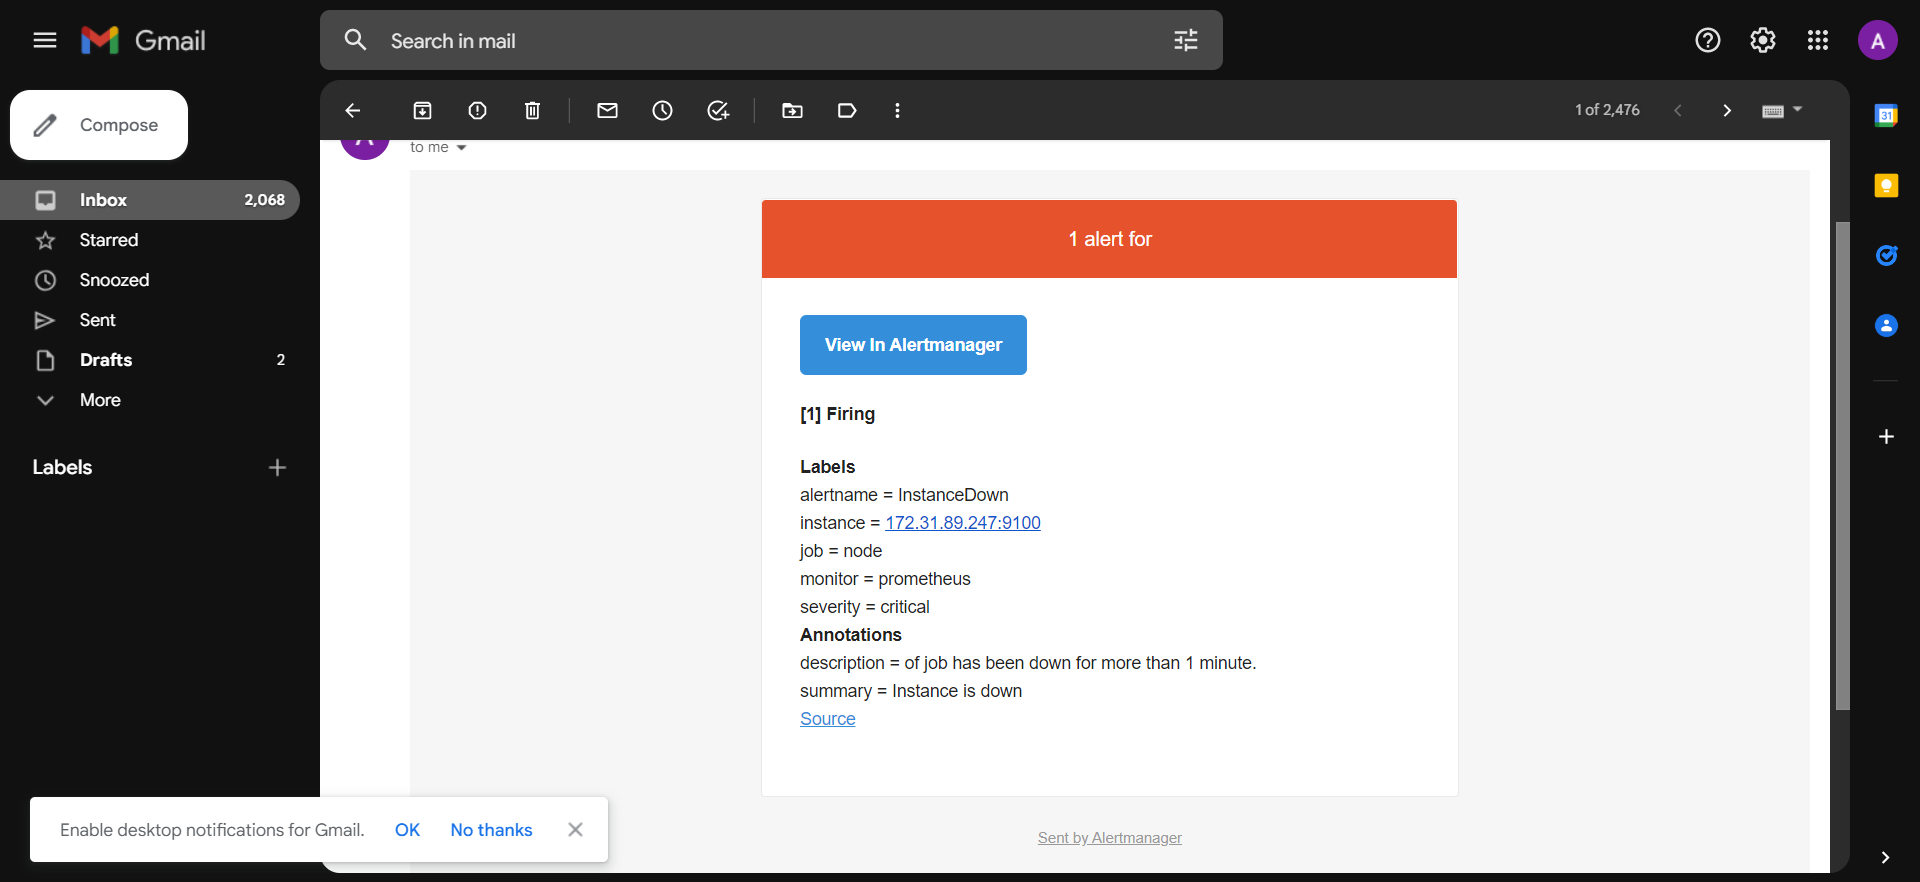 Gmail
Search in mail
A
Compose
1 of 2,476
31
to me
Inbox 2,068
Starred
Snoozed
Sent
Drafts 2
More
Labels
1 alert for
View In Alertmanager
[1] Firing
Labels
alertname = InstanceDown
instance = 172.31.89.247:9100
job = node
monitor = prometheus
severity = critical
Annotations
description = of job has been down for more than 1 minute.
summary = Instance is down
Source
Sent by Alertmanager
Enable desktop notifications for Gmail. OK No thanks